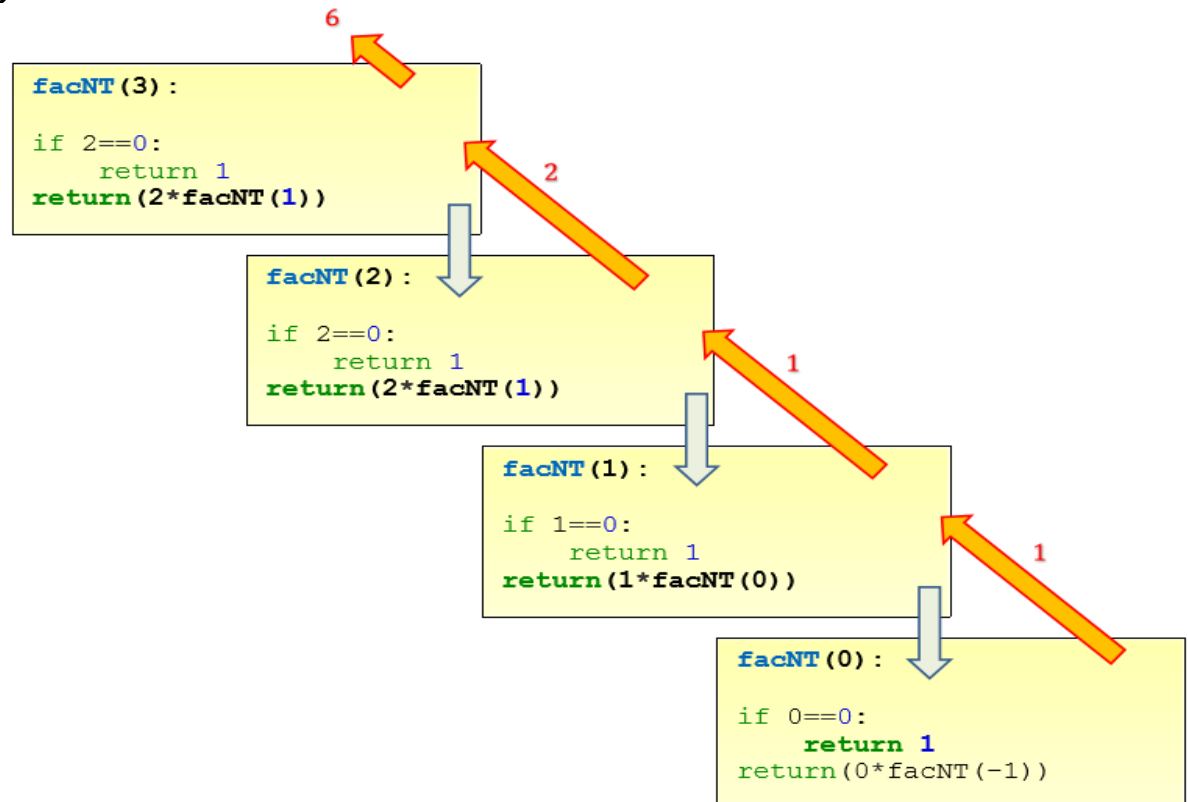 6
facNT(3):
if 2==0:
return 1
return(2*facNT(1))
2
facNT(2):
if 2==0:
return 1
return(2*facNT(1))
1
facNT(1):
if 1==0:
return 1
return(1*facNT(0))
1
facNT(0):
if 0==0:
return 1
return(0*facNT(-1))